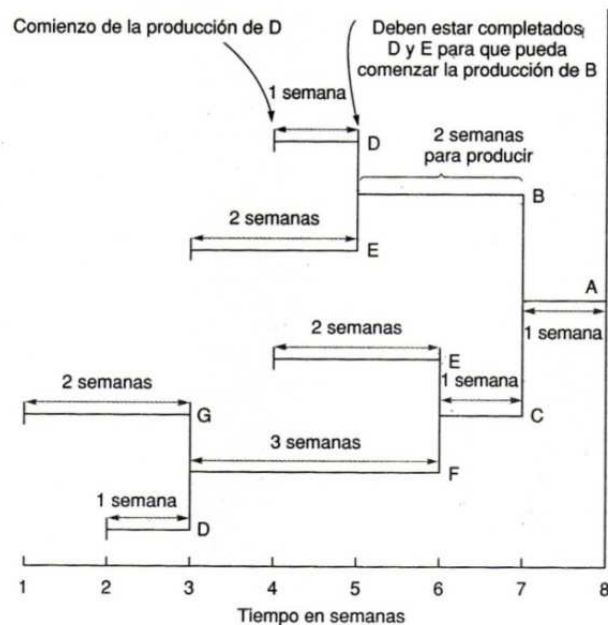 Comienzo de la producción de D
Deben estar completados
D y E para que pueda
comenzar la producción de B
1 semana
D
2 semanas
para producir
B
2 semanas
E
A
1 semana
2 semanas
E
2 semanas
G
1 semana
C
3 semanas
F
1 semana
D
1 2 3 4 5 6 7 8
Tiempo en semanas